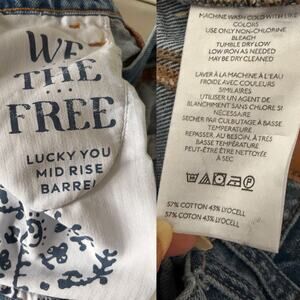 WE
THE
FREE
LUCKY YOU
MID RISE
BARREL
MACHINE WASH COLD WITH LIKE
COLORS
USE ONLY NON-CHLORINE
BLEACH
TUMBLE DRY LOW
LOW IRON AS NEEDED
MAY BE DRY CLEANED
LAVER À LA MACHINE À L'EAU
FROIDE AVEC COULEURS
SIMILAIRES
UTILISER UN AGENT DE
BLANCHIMENT SANS CHLORE SI
NÉCESSAIRE
SÉCHER PAR CULBUTAGE À BASSE
TEMPÉRATURE
REPASSER, AU BESOIN, À TRÈS
BASSE TEMPÉRATURE
PEUT-ÊTRE ÊTRE NETTOYÉE
À SEC
57% COTTON 43% LYOCELL
57% COTTON 43% LYOCELL